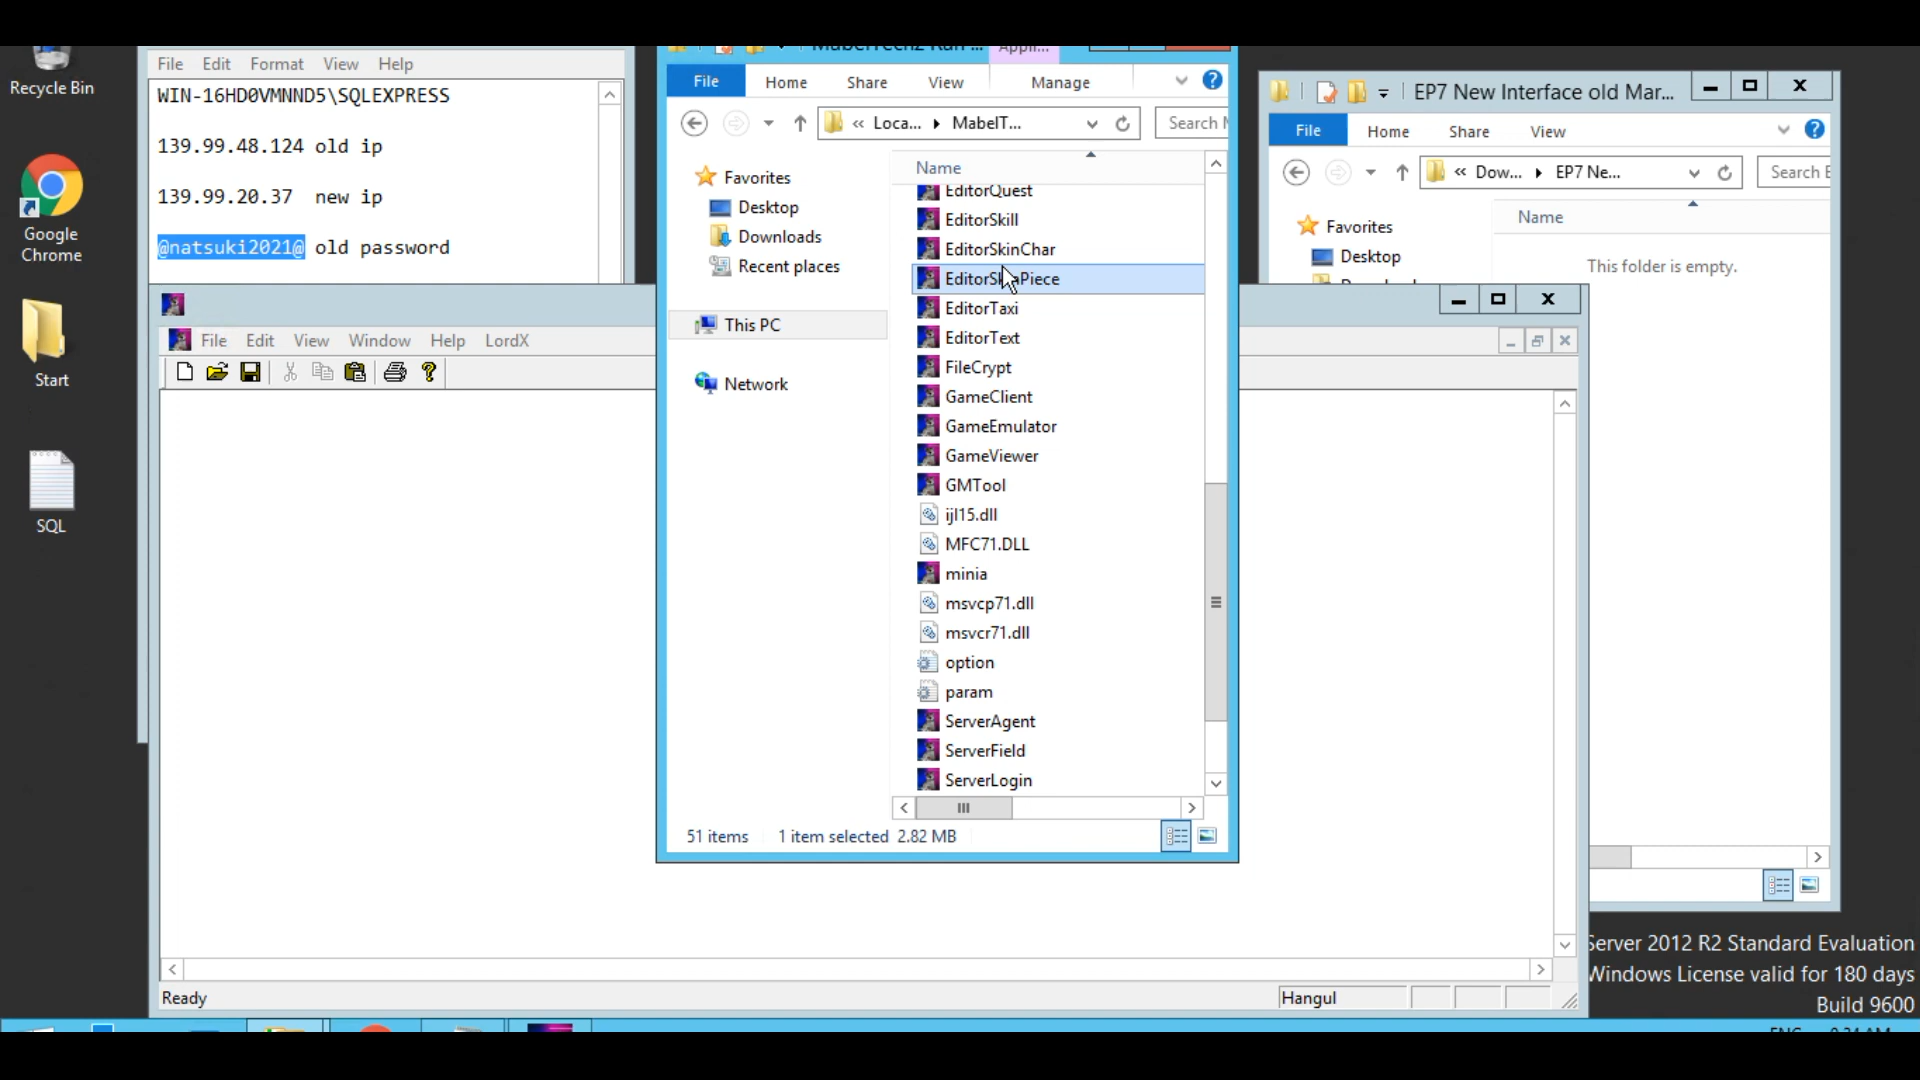 Recycle Bin
Google
Chrome
Start
SQL
File Edit Format View Help
WIN-16HD0VMNND5\SQLEXPRESS
139.99.48.124 old ip
139.99.20.37 new ip
@natsuki2021@ old password
File Edit View Window Help LordX
Ready
Hangul
File Home Share View Manage
« Loca... MabelT...
Search
Favorites
Desktop
Downloads
Recent places
This PC
Network
Name
EditorQuest
EditorSkill
EditorSkinChar
EditorSkinPiece
EditorTaxi
EditorText
FileCrypt
GameClient
GameEmulator
GameViewer
GMTool
ijl15.dll
MFC71.DLL
minia
msvcp71.dll
msvcr71.dll
option
param
ServerAgent
ServerField
ServerLogin
51 items 1 item selected 2.82 MB
EP7 New Interface old Mar...
File Home Share View
« Dow... EP7 Ne...
Search E
Favorites
Desktop
Name
This folder is empty.
Server 2012 R2 Standard Evaluation
Windows License valid for 180 days
Build 9600